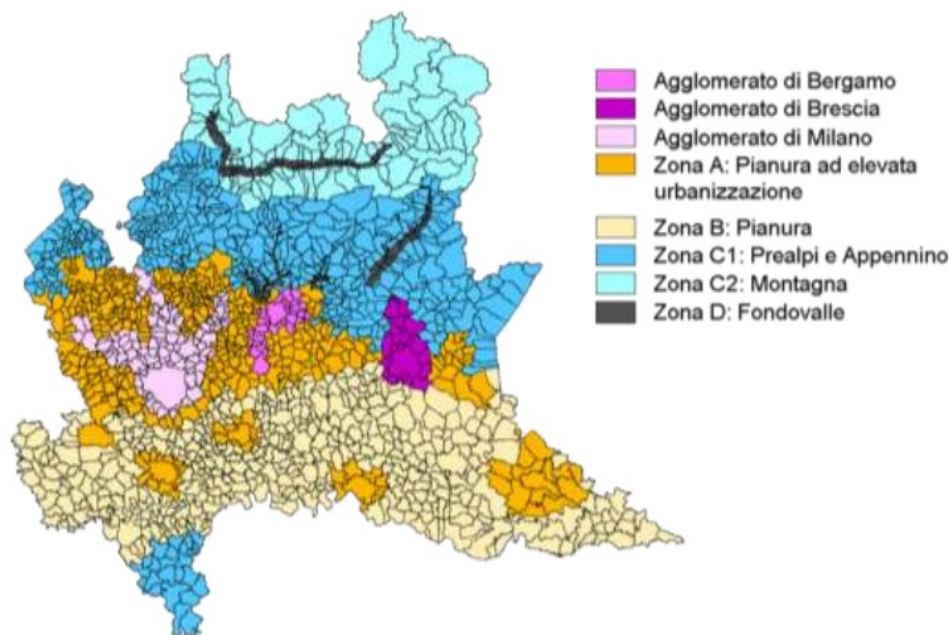 Agglomerato di Bergamo
Agglomerato di Brescia
Agglomerato di Milano
Zona A: Pianura ad elevata
urbanizzazione
Zona B: Pianura
Zona C1: Prealpi e Appennino
Zona C2: Montagna
Zona D: Fondovalle